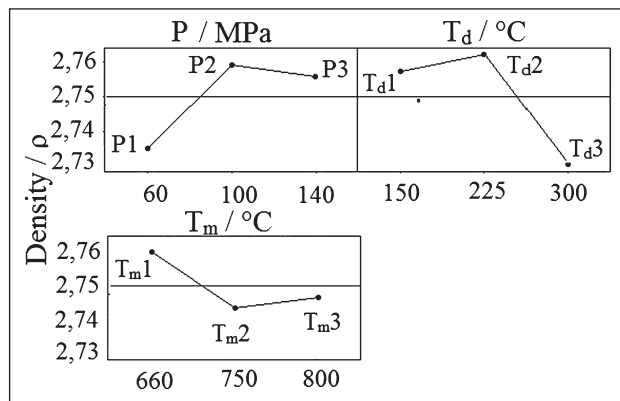 P / MPa
T_d / °C
2,76
2,75
2,74
2,73
P1
P2
P3
T_d1
T_d2
T_d3
60 100 140
150 225 300
Density / ρ
T_m / °C
2,76
2,75
2,74
2,73
T_m1
T_m2
T_m3
660 750 800